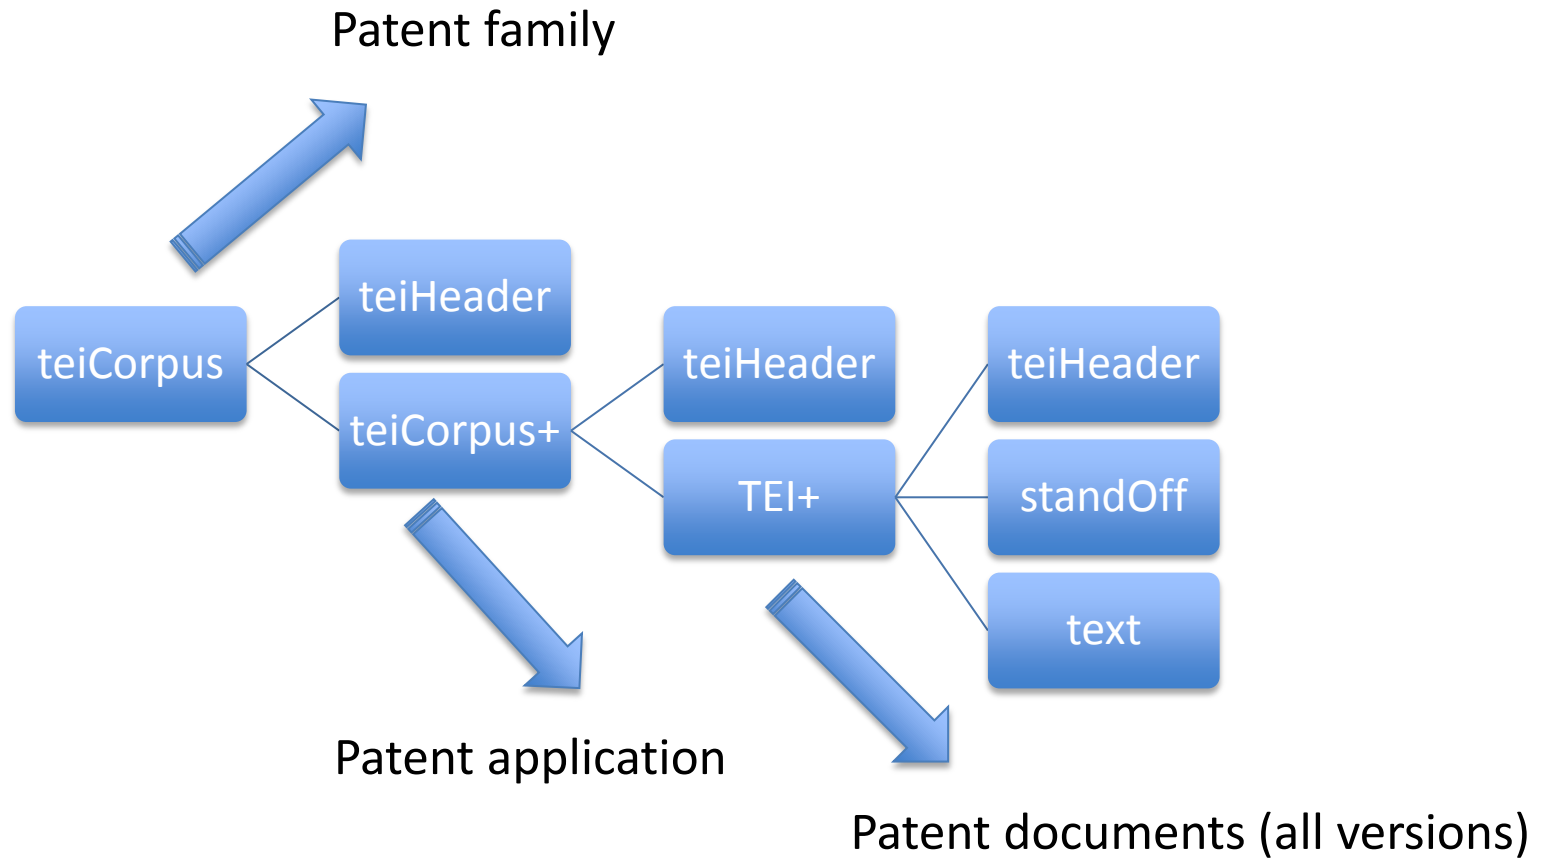 Patent family
teiCorpus
teiHeader
teiCorpus+
teiHeader
TEI+
teiHeader
standOff
text
Patent application
Patent documents (all versions)